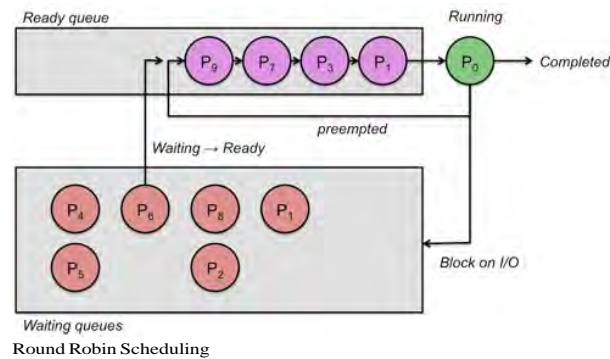 Ready queue
Running
P9 P7 P3 P1 P0 Completed
preempted
Waiting → Ready
P4 P6 P8 P1
P5 P2
Block on I/O
Waiting queues
Round Robin Scheduling